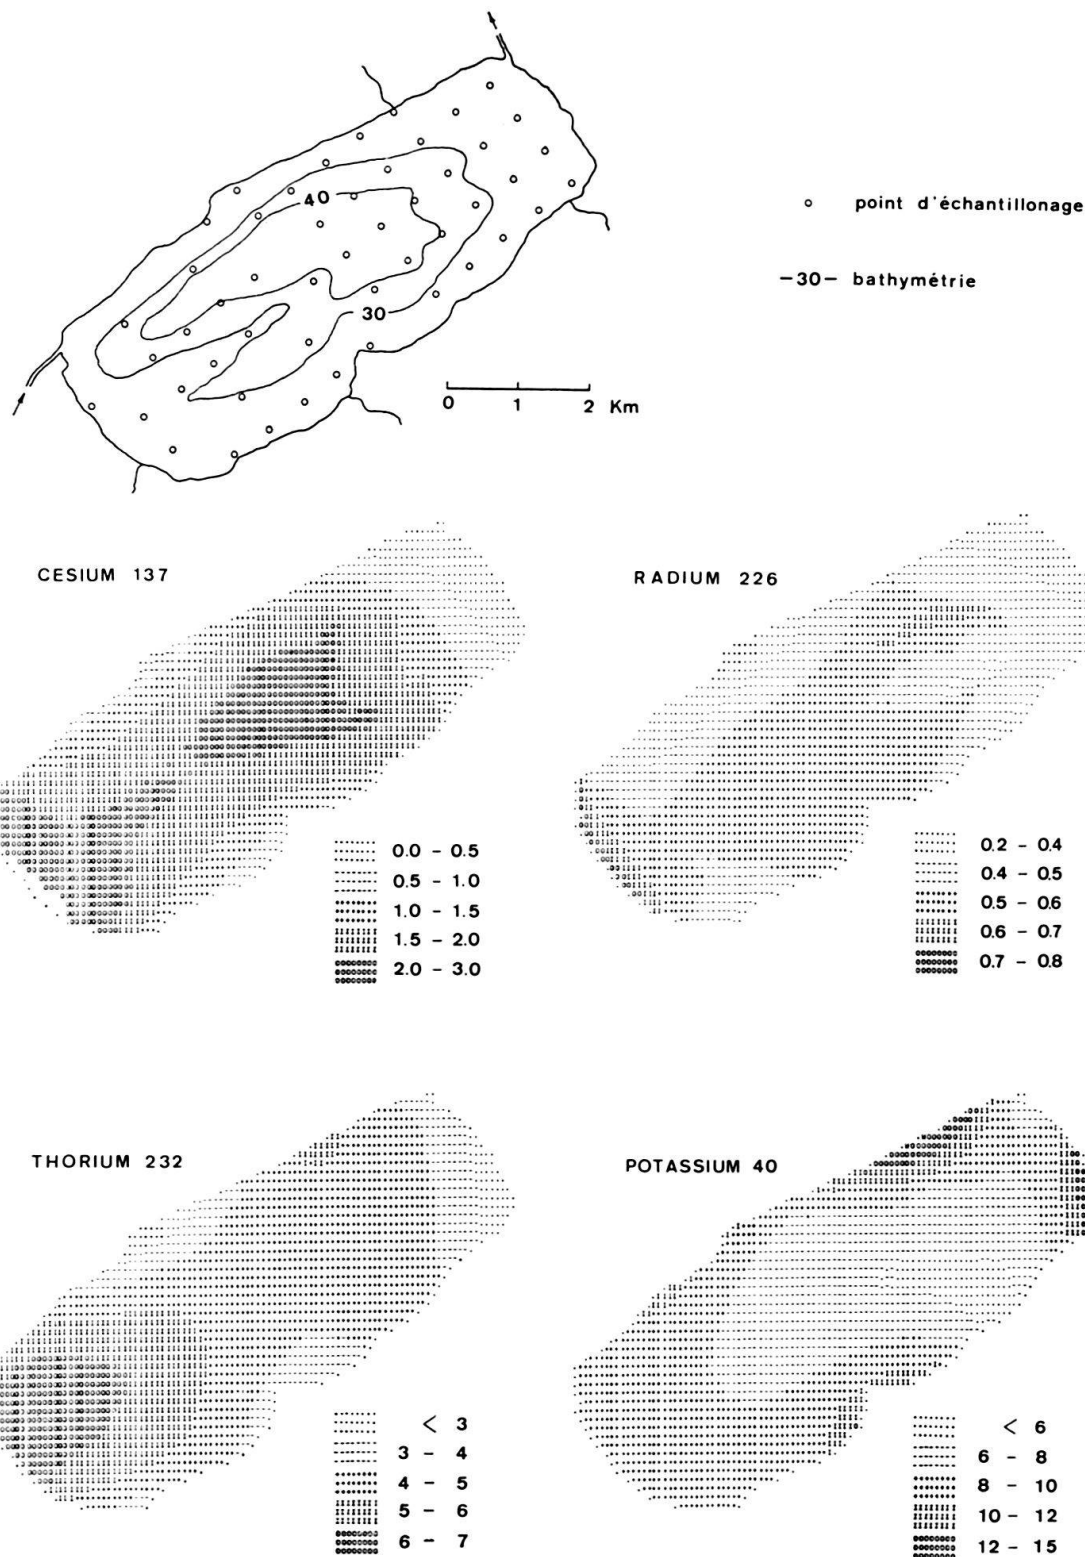 40
30
point d'échantillonage
-30- bathymétrie
0 1 2 Km
CESIUM 137
0.0 - 0.5
0.5 - 1.0
1.0 - 1.5
1.5 - 2.0
2.0 - 3.0
RADIUM 226
0.2 - 0.4
0.4 - 0.5
0.5 - 0.6
0.6 - 0.7
0.7 - 0.8
THORIUM 232
< 3
3 - 4
4 - 5
5 - 6
6 - 7
POTASSIUM 40
< 6
6 - 8
8 - 10
10 - 12
12 - 15